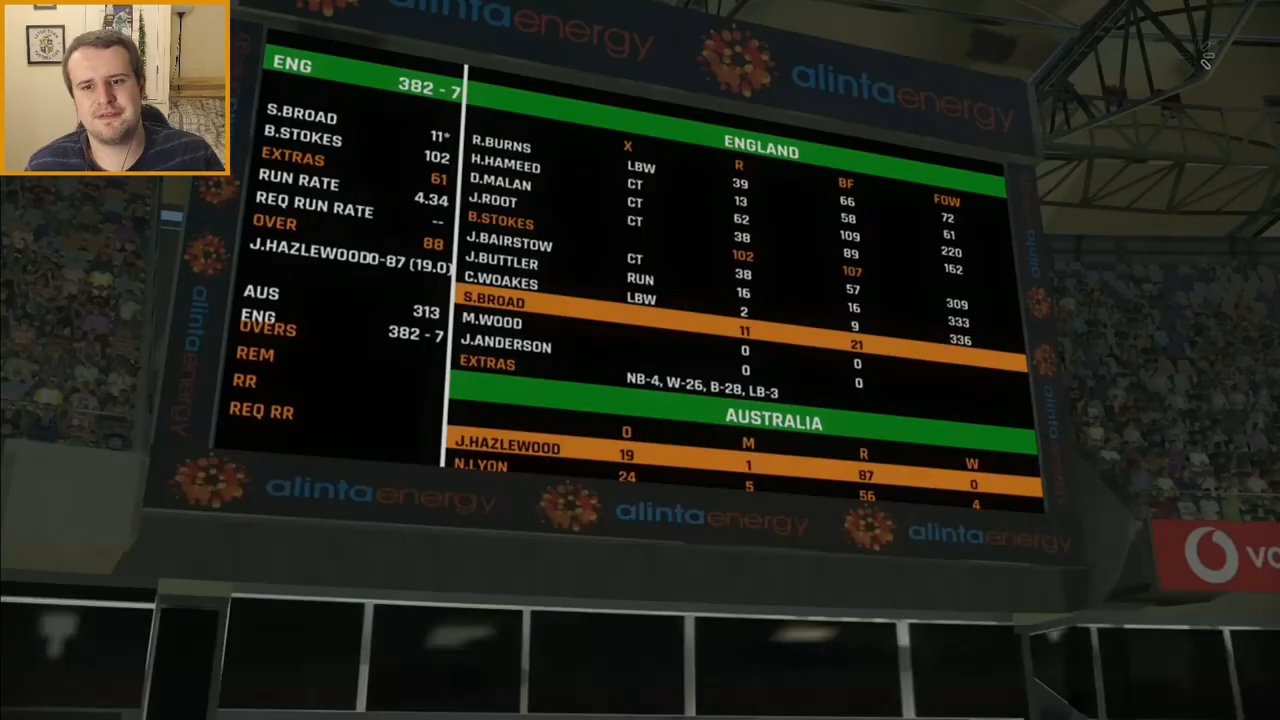 alintaenergy
alintaenergy
ENG 382 - 7
S.BROAD 11*
B.STOKES 102
EXTRAS 61
RUN RATE 4.34
REQ RUN RATE --
OVER 88
J.HAZLEWOOD0-87 (19.0)
AUS 313
ENG 382 - 7
OVERS
REM
RR
REQ RR
ENGLAND
X R BF FOW
R.BURNS LBW 39 66 72
H.HAMEED CT 13 58 61
D.MALAN CT 62 109 220
J.ROOT CT 38 89 162
B.STOKES 102 107
J.BAIRSTOW CT 38 57 309
J.BUTTLER RUN 16 16 333
C.WOAKES LBW 2 9 336
S.BROAD 11 21
M.WOOD 0 0
J.ANDERSON 0 0
EXTRAS NB-4, W-26, B-28, LB-3
AUSTRALIA
O M R W
J.HAZLEWOOD 19 1 87 0
N.LYON 24 5 56 4
alintaenergy
alintaenergy
alintaenergy
alinta
alintaenergy